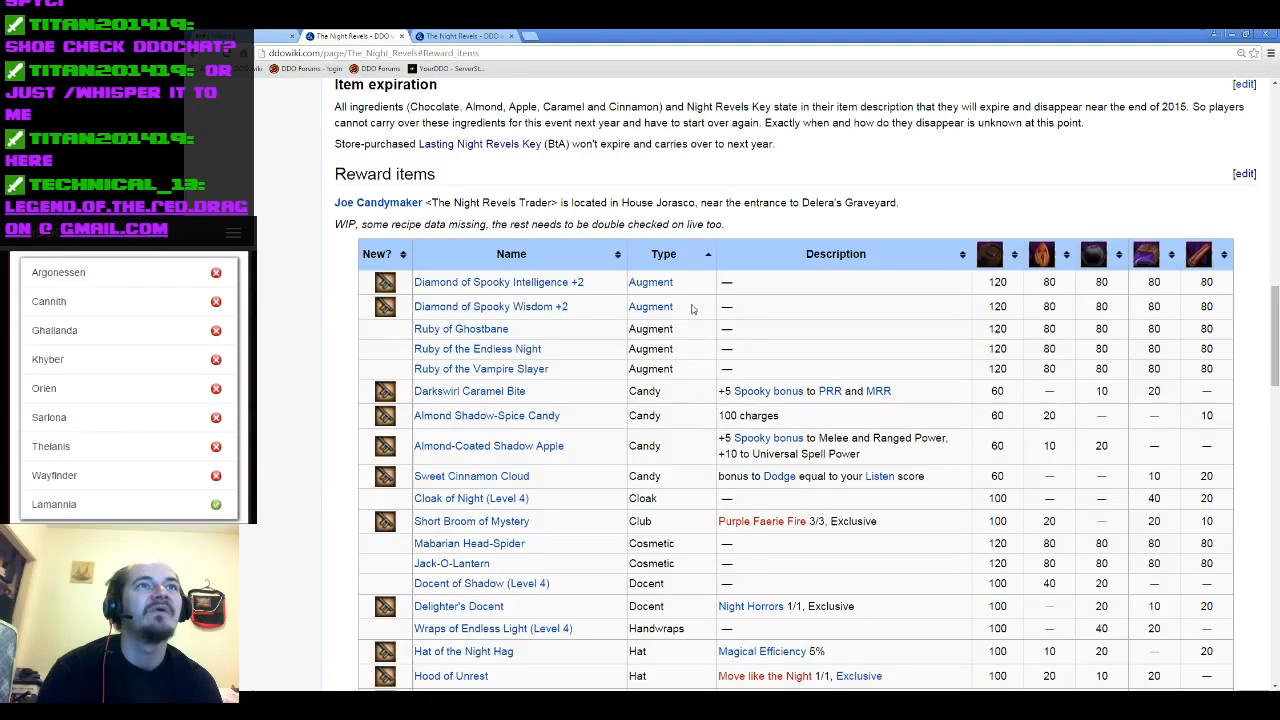 TITAN201419:
SHOE CHECK DDOCHAT?
TITAN201419: OR
JUST /WHISPER IT TO
ME
TITAN201419:
HERE
TECHNICAL_13:
LEGEND.OF.THE.RED.DRAG
ON @ GMAIL.COM
Argonessen
Cannith
Ghallanda
Khyber
Orien
Sarlona
Thelanis
Wayfinder
Lamannia
The Night Revels - DDO × The Night Revels - DDO w ×
ddowiki.com/page/The_Night_Revels#Reward_items
DDO Forums - login DDO Forums YourDDO - ServerSt...
Item expiration [edit]
All ingredients (Chocolate, Almond, Apple, Caramel and Cinnamon) and Night Revels Key state in their item description that they will expire and disappear near the end of 2015. So players
cannot carry over these ingredients for this event next year and have to start over again. Exactly when and how do they disappear is unknown at this point.
Store-purchased Lasting Night Revels Key (BtA) won't expire and carries over to next year.
Reward items [edit]
Joe Candymaker <The Night Revels Trader> is located in House Jorasco, near the entrance to Delera's Graveyard.
WIP, some recipe data missing, the rest needs to be double checked on live too.
New? Name Type Description
Diamond of Spooky Intelligence +2 Augment — 120 80 80 80 80
Diamond of Spooky Wisdom +2 Augment — 120 80 80 80 80
Ruby of Ghostbane Augment — 120 80 80 80 80
Ruby of the Endless Night Augment — 120 80 80 80 80
Ruby of the Vampire Slayer Augment — 120 80 80 80 80
Darkswirl Caramel Bite Candy +5 Spooky bonus to PRR and MRR 60 — 10 20 —
Almond Shadow-Spice Candy Candy 100 charges 60 20 — — 10
Almond-Coated Shadow Apple Candy +5 Spooky bonus to Melee and Ranged Power,
+10 to Universal Spell Power 60 10 20 — —
Sweet Cinnamon Cloud Candy bonus to Dodge equal to your Listen score 60 — — 10 20
Cloak of Night (Level 4) Cloak — 100 — — 40 20
Short Broom of Mystery Club Purple Faerie Fire 3/3, Exclusive 100 20 — 20 10
Mabarian Head-Spider Cosmetic — 120 80 80 80 80
Jack-O-Lantern Cosmetic — 120 80 80 80 80
Docent of Shadow (Level 4) Docent — 100 40 20 — —
Delighter's Docent Docent Night Horrors 1/1, Exclusive 100 — 20 10 20
Wraps of Endless Light (Level 4) Handwraps — 100 — 40 20 —
Hat of the Night Hag Hat Magical Efficiency 5% 100 10 20 — 20
Hood of Unrest Hat Move like the Night 1/1, Exclusive 100 20 10 20 —